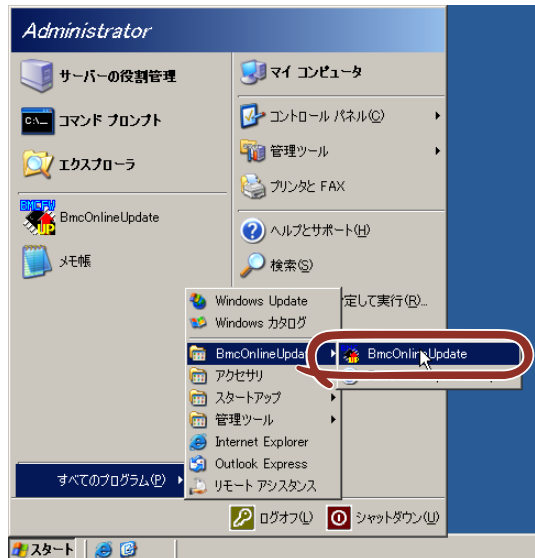 Administrator
サーバーの役割管理
コマンド プロンプト
エクスプローラ
BMCFW
UP
BmcOnlineUpdate
メモ帳
マイ コンピュータ
コントロール パネル(C)
管理ツール
プリンタと FAX
ヘルプとサポート(H)
検索(S)
定して実行(R)...
Windows Update
Windows カタログ
BmcOnlineUpdat
BmcOnlineUpdate
アクセサリ
スタートアップ
管理ツール
Internet Explorer
Outlook Express
リモート アシスタンス
すべてのプログラム(P)
ログオフ(L)
シャットダウン(U)
スタート